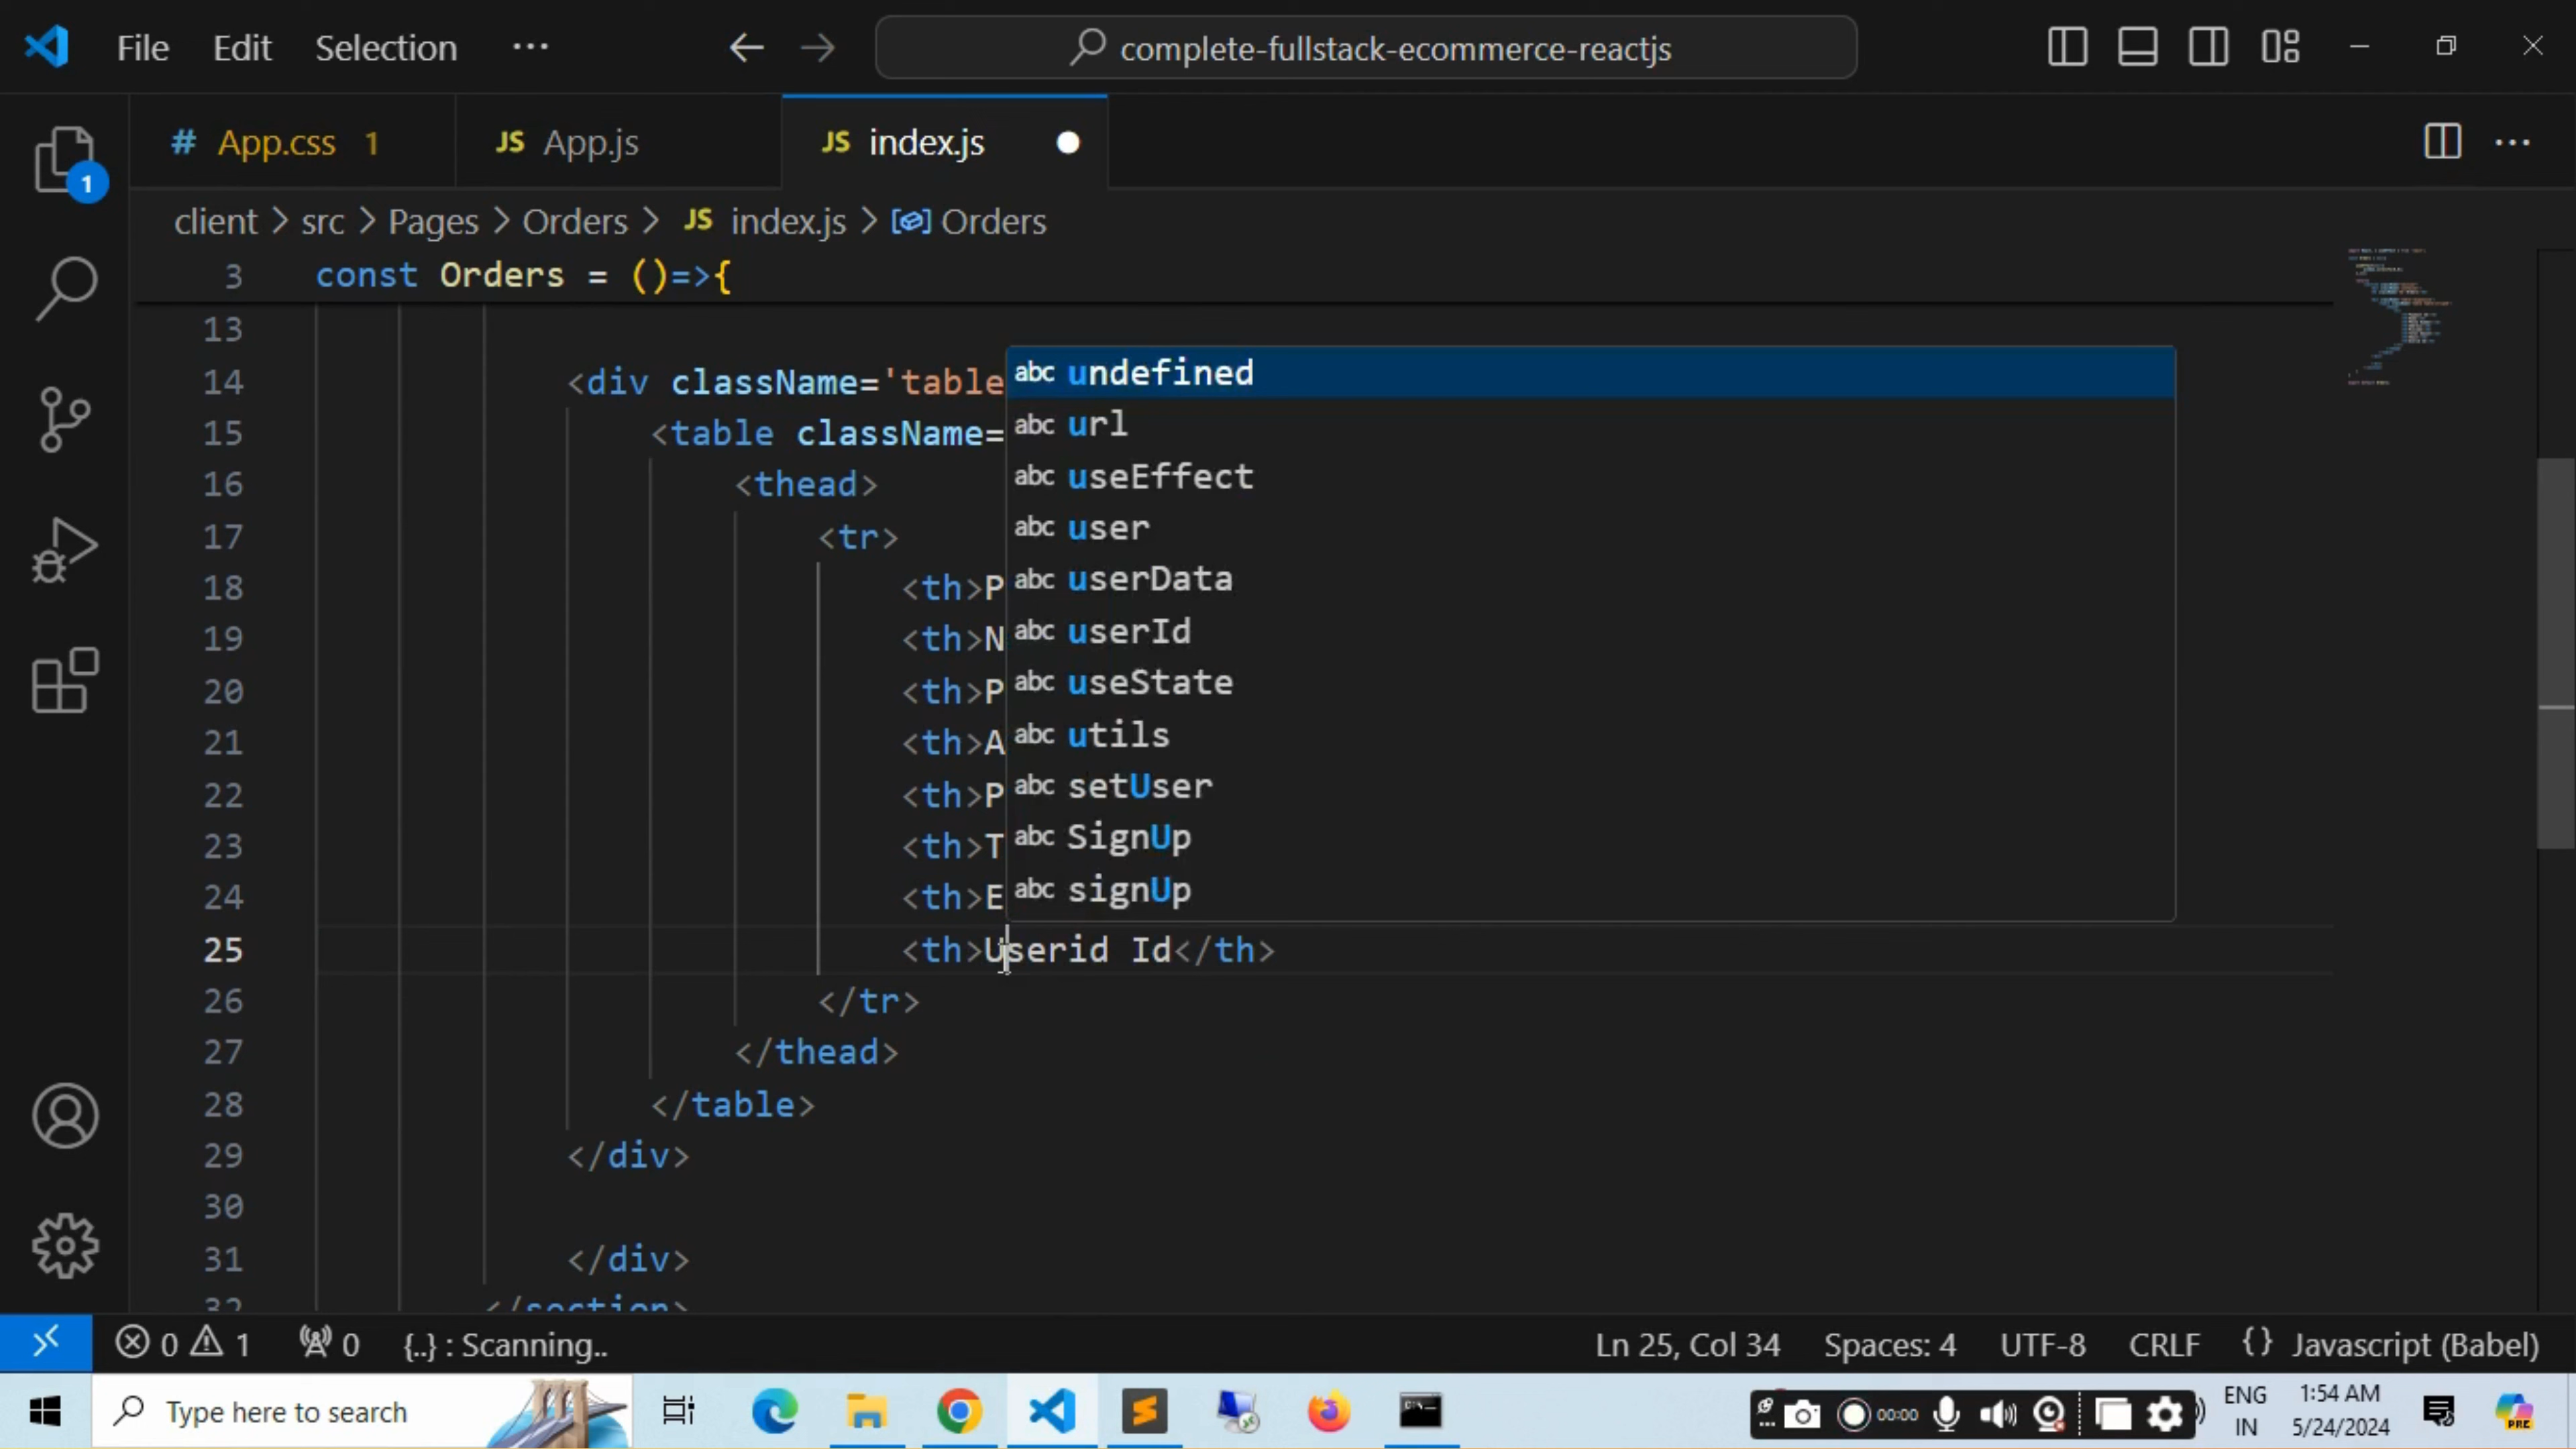 File Edit Selection ··· complete-fullstack-ecommerce-reactjs
# App.css 1 JS App.js JS index.js
1
client > src > Pages > Orders > JS index.js > Orders
3 const Orders = ()=>{
13
14 <div className='table
15 <table className=
16 <thead>
17 <tr>
18 <th>P
19 <th>N
20 <th>P
21 <th>A
22 <th>P
23 <th>T
24 <th>E
25 <th>Userid Id</th>
26 </tr>
27 </thead>
28 </table>
29 </div>
30
31 </div>
32 </section>
abc undefined
abc url
abc useEffect
abc user
abc userData
abc userId
abc useState
abc utils
abc setUser
abc SignUp
abc signUp
0 1 0 {..} : Scanning.. Ln 25, Col 34 Spaces: 4 UTF-8 CRLF {} Javascript (Babel)
Type here to search 00:00 ENG 1:54 AM
IN 5/24/2024
PRE